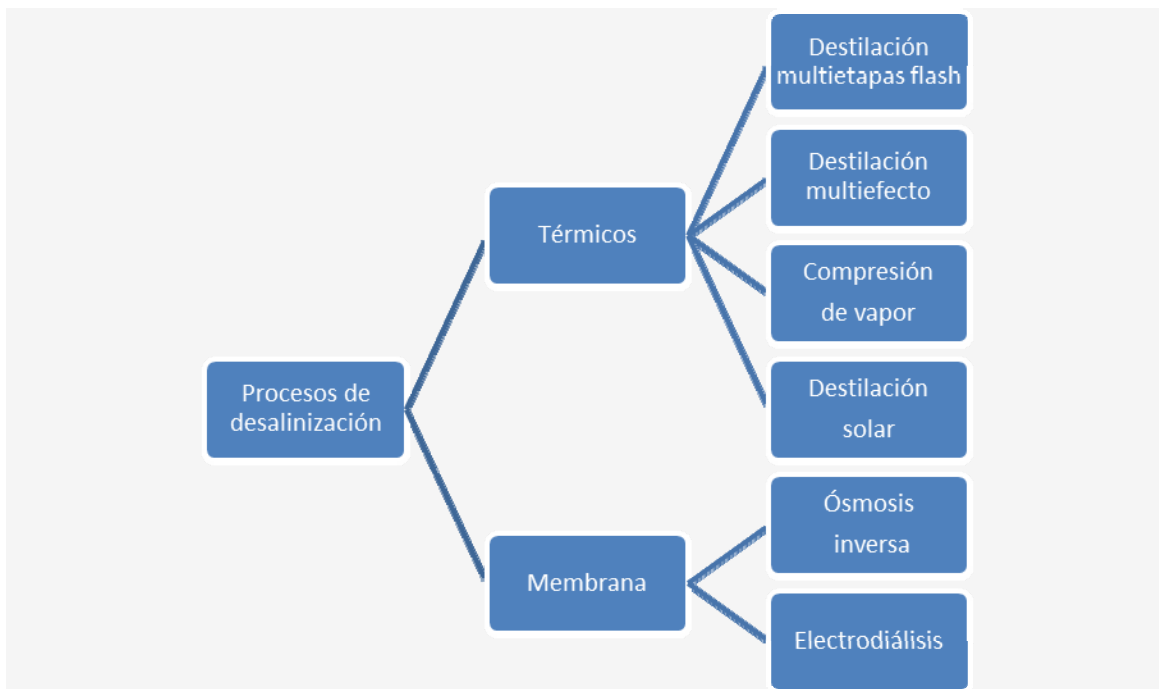 Procesos de
desalinización
Térmicos
Destilación
multietapas flash
Destilación
multiefecto
Compresión
de vapor
Destilación
solar
Membrana
Ósmosis
inversa
Electrodiálisis